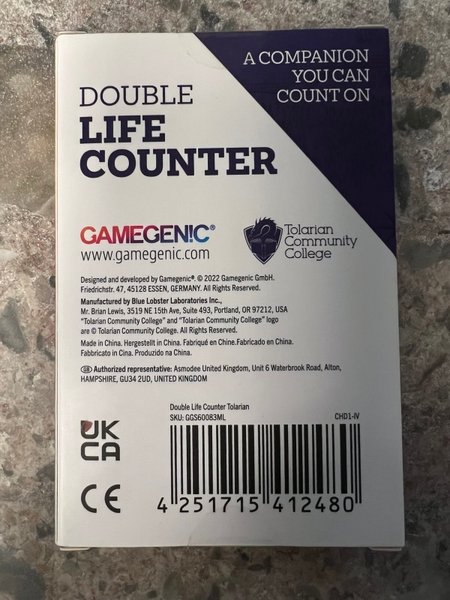 A COMPANION
YOU CAN
COUNT ON
DOUBLE
LIFE
COUNTER
GAMEGEN!C®
www.gamegenic.com
Tolarian
Community
College
Designed and developed by Gamegenic®. © 2022 Gamegenic GmbH.
Friedrichstr. 47, 45128 ESSEN, GERMANY. All Rights Reserved.
Manufactured by Blue Lobster Laboratories Inc.,
Mr. Brian Lewis, 3519 NE 15th Ave, Suite 493, Portland, OR 97212, USA
"Tolarian Community College" and "Tolarian Community College" logo
are © Tolarian Community College. All Rights Reserved.
Made in China. Hergestellt in China. Fabriqué en Chine.Fabricado en China.
Fabbricato in Cina. Produzido na China.
GB Authorized representative: Asmodee United Kingdom, Unit 6 Waterbrook Road, Alton,
HAMPSHIRE, GU34 2UD, UNITED KINGDOM
Double Life Counter Tolarian
SKU: GGS60083ML
CHD1-IV
UK
CA
CE
4 251715 412480